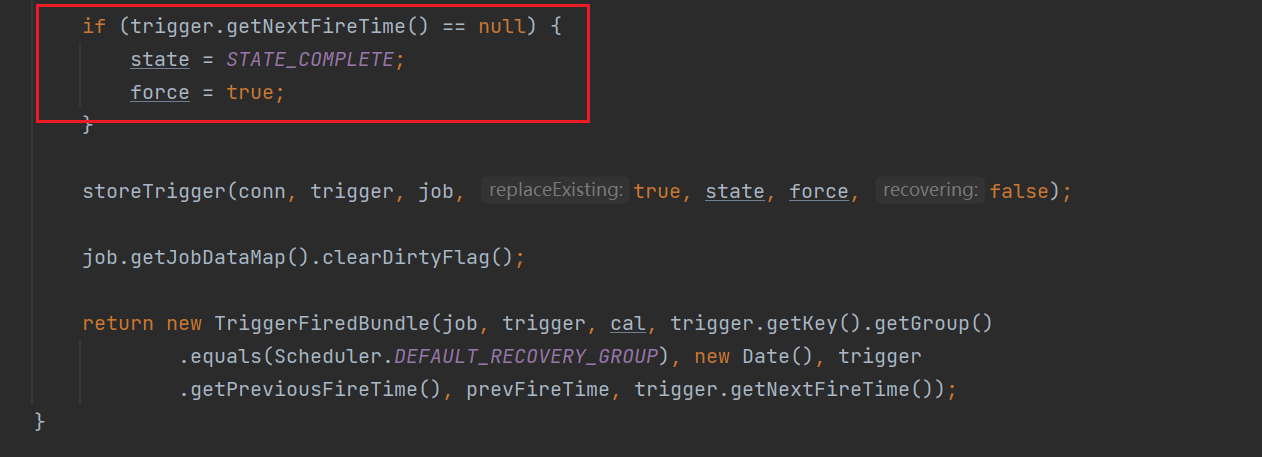 if (trigger.getNextFireTime() == null) {
state = STATE_COMPLETE;
force = true;
}
storeTrigger(conn, trigger, job, replaceExisting: true, state, force, recovering: false);
job.getJobDataMap().clearDirtyFlag();
return new TriggerFiredBundle(job, trigger, cal, trigger.getKey().getGroup()
.equals(Scheduler.DEFAULT_RECOVERY_GROUP), new Date(), trigger
.getPreviousFireTime(), prevFireTime, trigger.getNextFireTime());
}